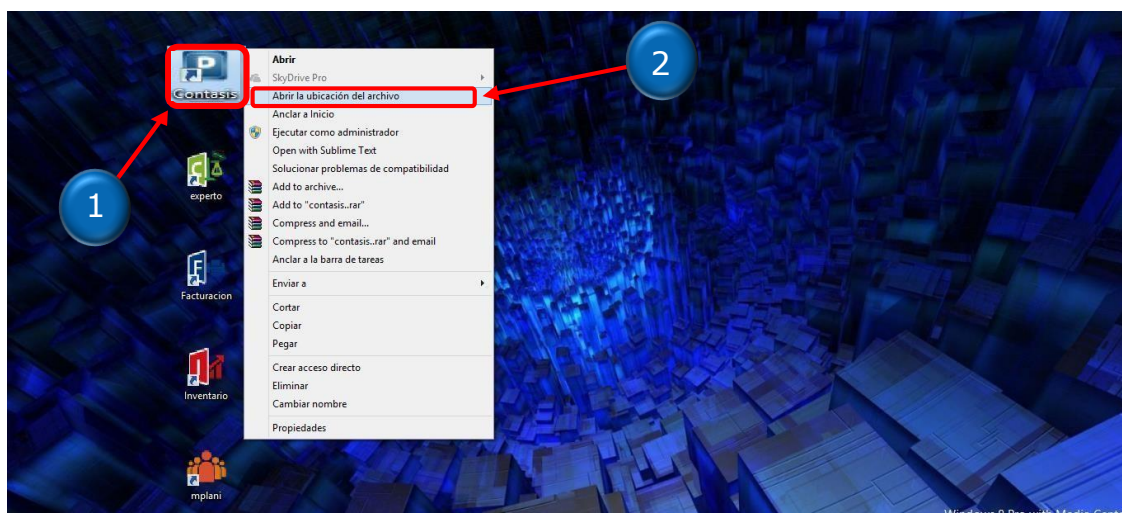 P
Contasis
1
experto
F
Facturacion
Inventario
mplani
Abrir
SkyDrive Pro
Abrir la ubicación del archivo
Anclar a Inicio
Ejecutar como administrador
Open with Sublime Text
Solucionar problemas de compatibilidad
Add to archive...
Add to "contasis..rar"
Compress and email...
Compress to "contasis..rar" and email
Anclar a la barra de tareas
Enviar a
Cortar
Copiar
Pegar
Crear acceso directo
Eliminar
Cambiar nombre
Propiedades
2